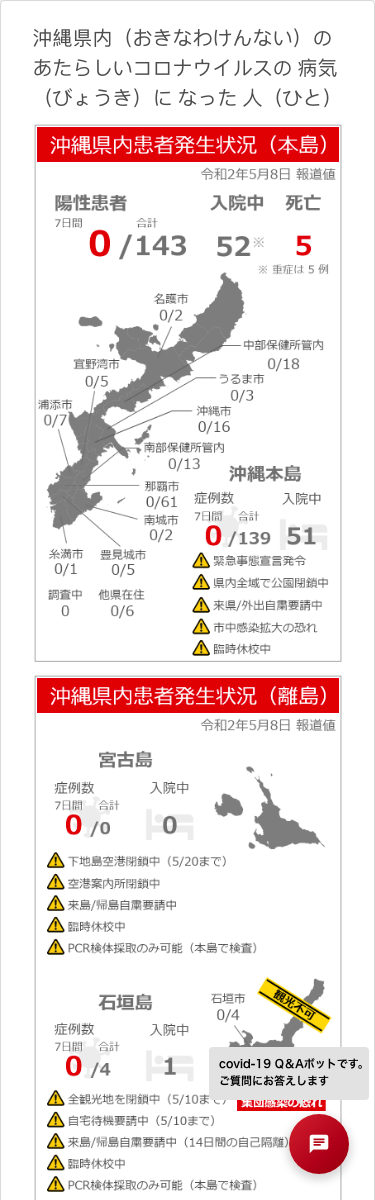 沖縄県内（おきなわけんない）の
あたらしいコロナウイルスの 病気
（びょうき）に なった 人（ひと）
沖縄県内患者発生状況（本島）
令和2年5月8日 報道値
陽性患者 入院中 死亡
7日間 合計
0 /143 52※ 5
※ 重症は 5 例
名護市
0/2
中部保健所管内
0/18
宜野湾市
0/5
うるま市
0/3
浦添市
0/7
沖縄市
0/16
南部保健所管内
0/13
那覇市
0/61
南城市
0/2
糸満市
0/1
豊見城市
0/5
調査中
0
他県在住
0/6
沖縄本島
症例数 入院中
7日間 合計
0 /139 51
緊急事態宣言発令
県内全域で公園閉鎖中
来県/外出自粛要請中
市中感染拡大の恐れ
臨時休校中
沖縄県内患者発生状況（離島）
令和2年5月8日 報道値
宮古島
症例数 入院中
7日間 合計
0 /0 0
下地島空港閉鎖中（5/20まで）
空港案内所閉鎖中
来島/帰島自粛要請中
臨時休校中
PCR検体採取のみ可能（本島で検査）
石垣島
石垣市
0/4
観光不可
症例数 入院中
7日間 合計
0 /4 1
全観光地を閉鎖中（5/10まで）
自宅待機要請中（5/10まで）
来島/帰島自粛要請中（14日間の自己隔離）
臨時休校中
PCR検体採取のみ可能（本島で検査）
集団感染の恐れ
covid-19 Q&Aボットです。
ご質問にお答えします